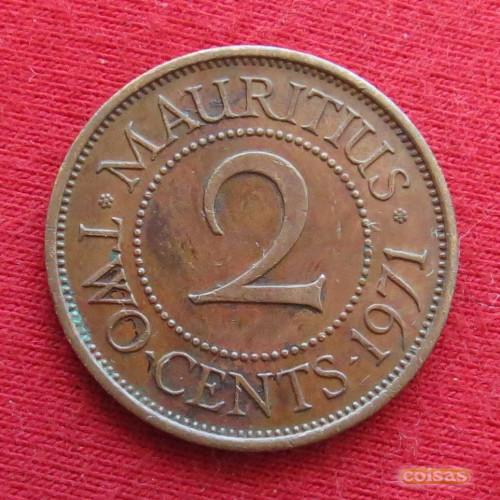 MAURITIUS
2
TWO CENTS 1971
coisas